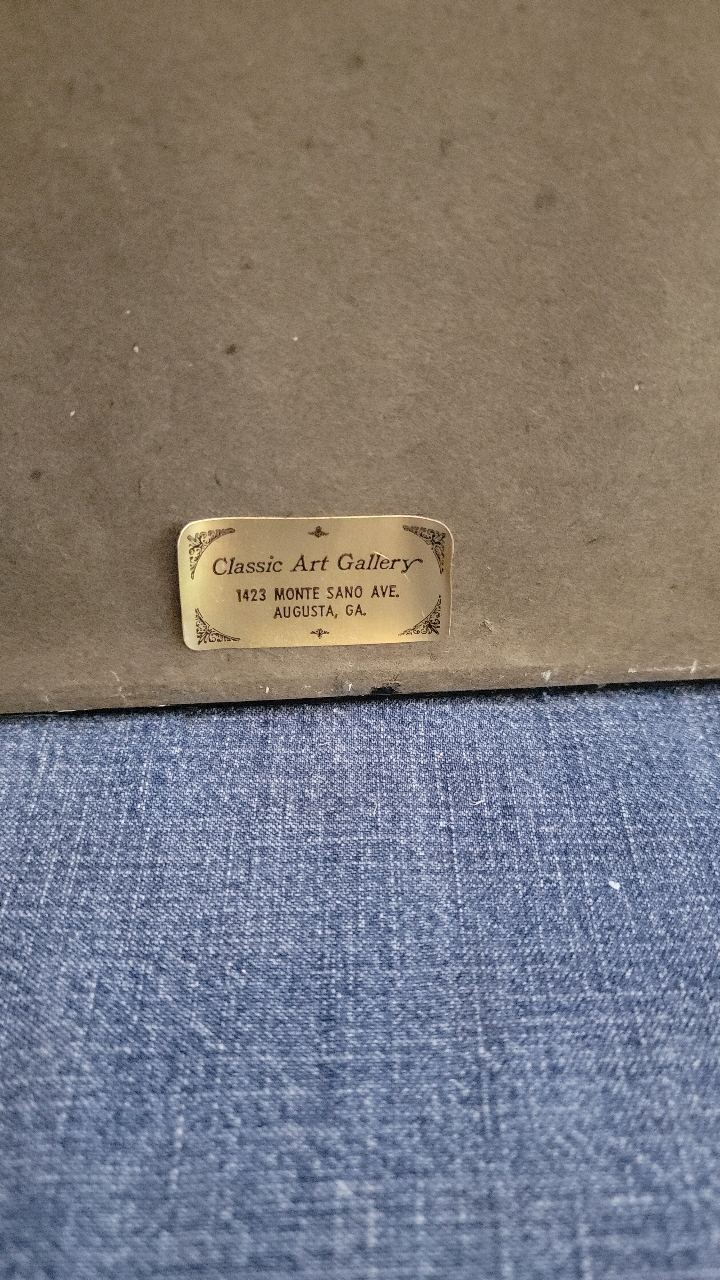 Classic Art Gallery
1423 MONTE SANO AVE.
AUGUSTA, GA.